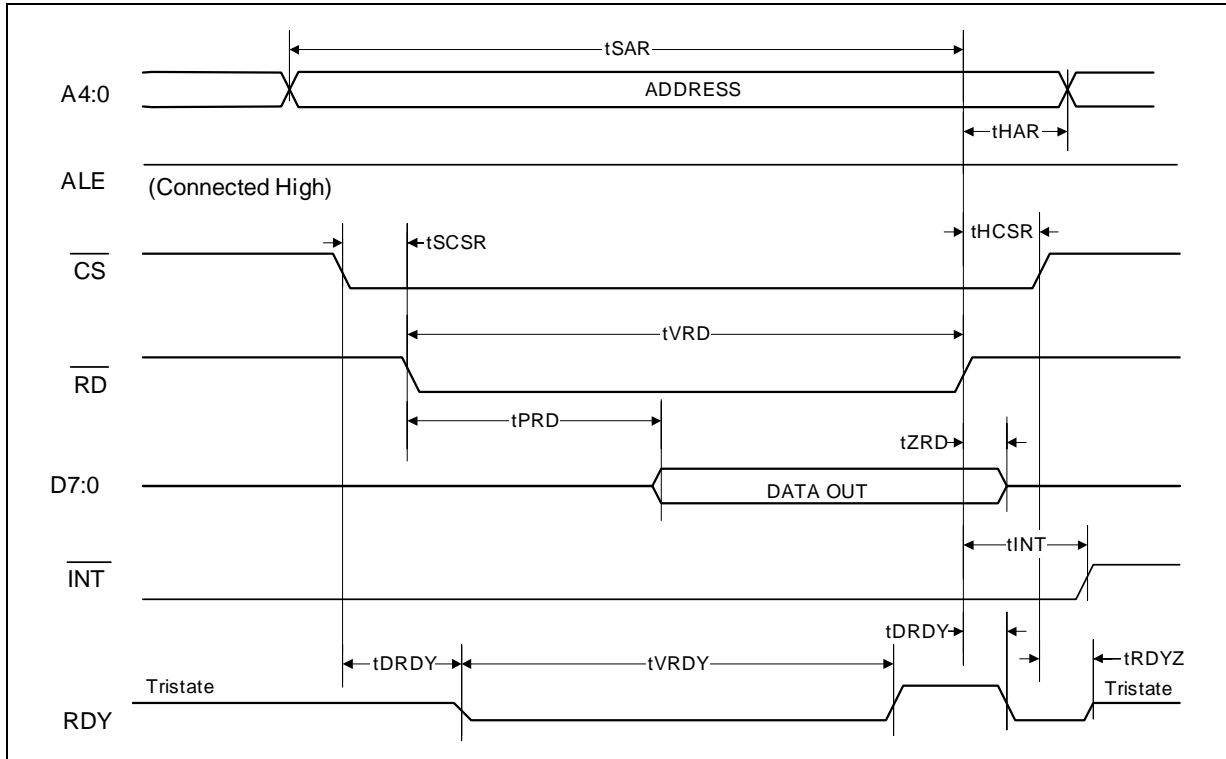 tSAR
A4:0
ADDRESS
tHAR
ALE
(Connected High)
tSCSR
tHCSR
CS
tVRD
RD
tPRD
tZRD
D7:0
DATA OUT
tINT
INT
tDRDY
tDRDY
tVRDY
tRDYZ
Tristate
Tristate
RDY